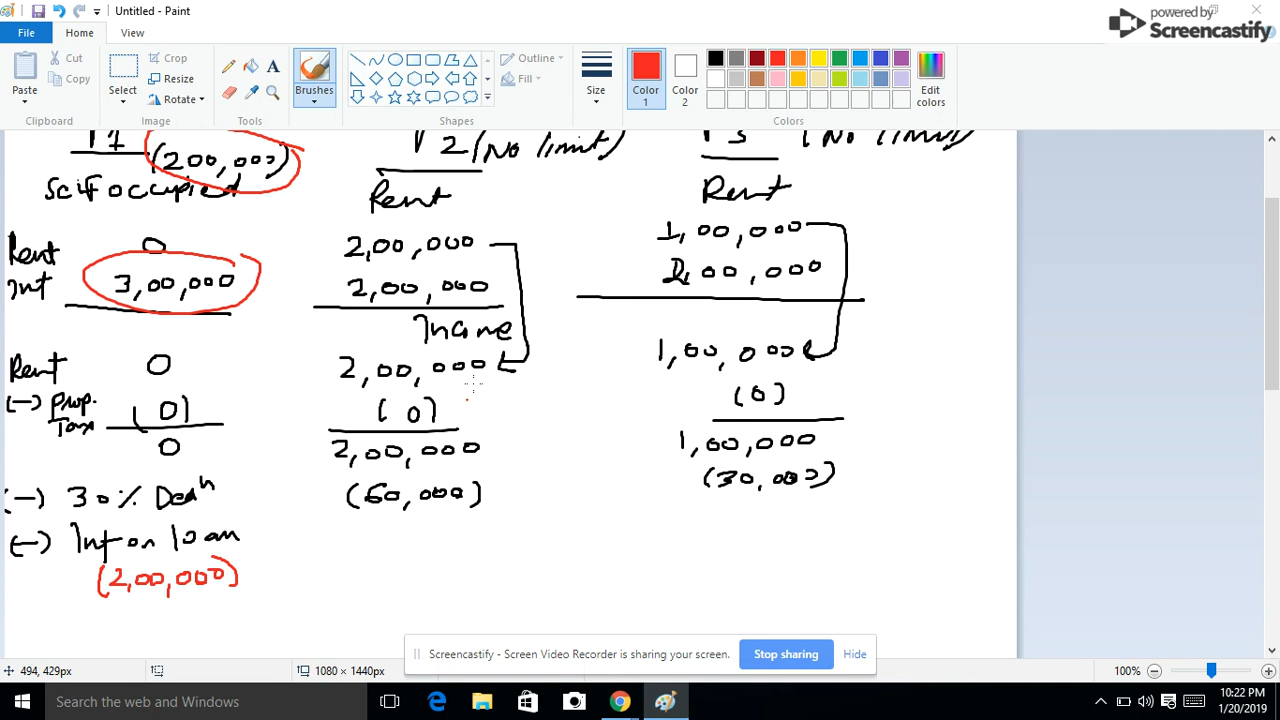 Untitled - Paint
powered by
Screencastify
File
Home
View
Cut
Copy
Paste
Clipboard
Crop
Resize
Rotate
Select
Image
Tools
Brushes
Shapes
Outline
Fill
Size
Color
1
Color
2
Edit
colors
Colors
(200,000)
Self occupied
P2 (No limit)
Rent
P3 (No limit)
Rent
Rent 0
Int 3,00,000
2,00,000
2,00,000
Income
1,00,000
2,00,000
Rent 0
(-) Prop. Tax (0)
0
2,00,000
(0)
2,00,000
(60,000)
1,00,000
(0)
1,00,000
(30,000)
(-) 30% Dedn
(-) Int on loan
(2,00,000)
Screencastify - Screen Video Recorder is sharing your screen.
Stop sharing
Hide
494, 429px
1080 × 1440px
100%
Search the web and Windows
10:22 PM
1/20/2019